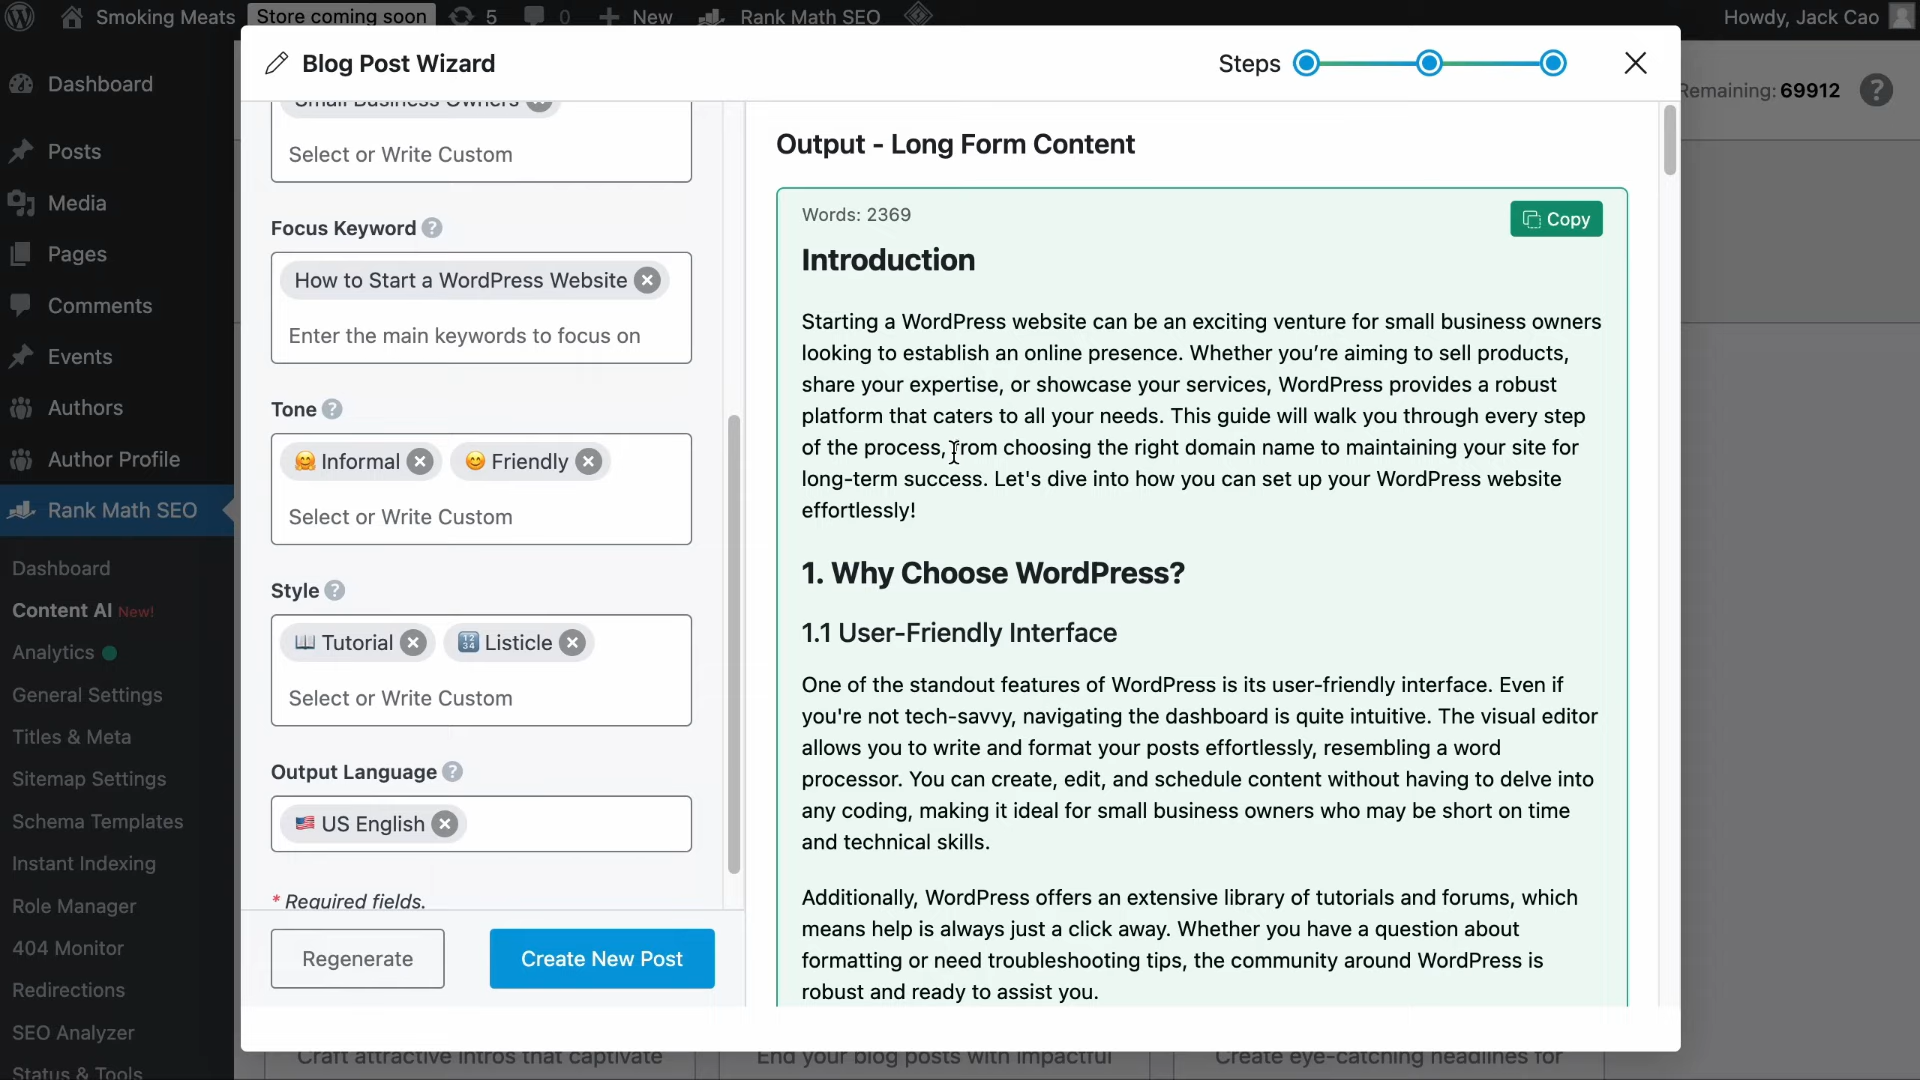 Smoking Meats Store coming soon 5 0 New Rank Math SEO Howdy, Jack Cao
Dashboard
Posts
Media
Pages
Comments
Events
Authors
Author Profile
Rank Math SEO
Dashboard
Content AI New!
Analytics
General Settings
Titles & Meta
Sitemap Settings
Schema Templates
Instant Indexing
Role Manager
404 Monitor
Redirections
SEO Analyzer
Status & Tools
Remaining: 69912 ?
Blog Post Wizard
Steps
Small Business Owners
Select or Write Custom
Focus Keyword ?
How to Start a WordPress Website
Enter the main keywords to focus on
Tone ?
Informal Friendly
Select or Write Custom
Style ?
Tutorial Listicle
Select or Write Custom
Output Language ?
US English
* Required fields.
Regenerate
Create New Post
Output - Long Form Content
Words: 2369
Copy
Introduction
Starting a WordPress website can be an exciting venture for small business owners
looking to establish an online presence. Whether you’re aiming to sell products,
share your expertise, or showcase your services, WordPress provides a robust
platform that caters to all your needs. This guide will walk you through every step
of the process, from choosing the right domain name to maintaining your site for
long-term success. Let's dive into how you can set up your WordPress website
effortlessly!
1. Why Choose WordPress?
1.1 User-Friendly Interface
One of the standout features of WordPress is its user-friendly interface. Even if
you're not tech-savvy, navigating the dashboard is quite intuitive. The visual editor
allows you to write and format your posts effortlessly, resembling a word
processor. You can create, edit, and schedule content without having to delve into
any coding, making it ideal for small business owners who may be short on time
and technical skills.
Additionally, WordPress offers an extensive library of tutorials and forums, which
means help is always just a click away. Whether you have a question about
formatting or need troubleshooting tips, the community around WordPress is
robust and ready to assist you.
Craft attractive intros that captivate
End your blog posts with impactful
Create eye-catching headlines for